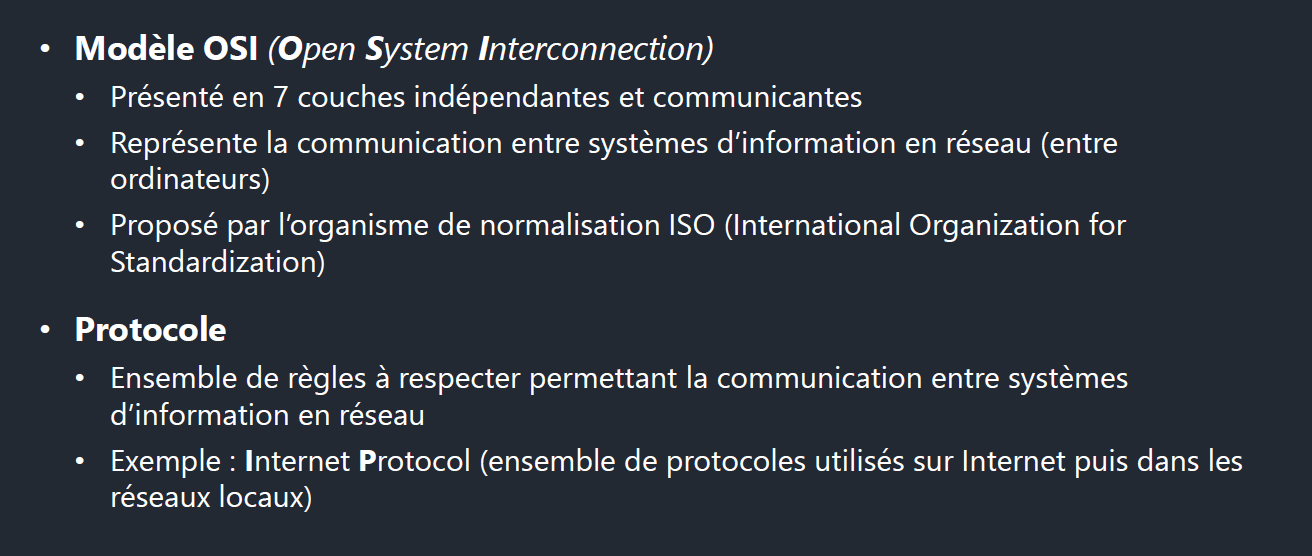 • Modèle OSI (Open System Interconnection)
• Présenté en 7 couches indépendantes et communicantes
• Représente la communication entre systèmes d’information en réseau (entre
ordinateurs)
• Proposé par l’organisme de normalisation ISO (International Organization for
Standardization)
• Protocole
• Ensemble de règles à respecter permettant la communication entre systèmes
d’information en réseau
• Exemple : Internet Protocol (ensemble de protocoles utilisés sur Internet puis dans les
réseaux locaux)